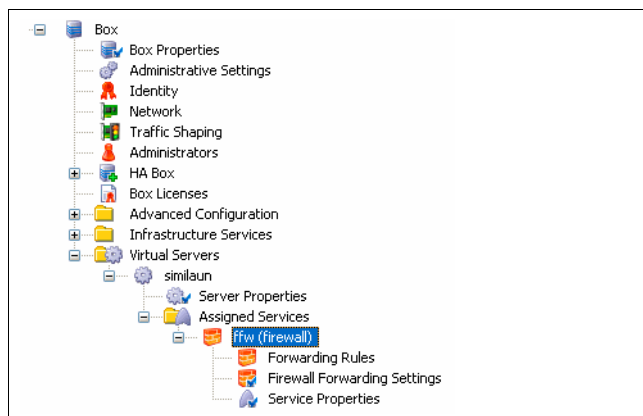 Box
Box Properties
Administrative Settings
Identity
Network
Traffic Shaping
Administrators
HA Box
Box Licenses
Advanced Configuration
Infrastructure Services
Virtual Servers
similaun
Server Properties
Assigned Services
ffw (firewall)
Forwarding Rules
Firewall Forwarding Settings
Service Properties